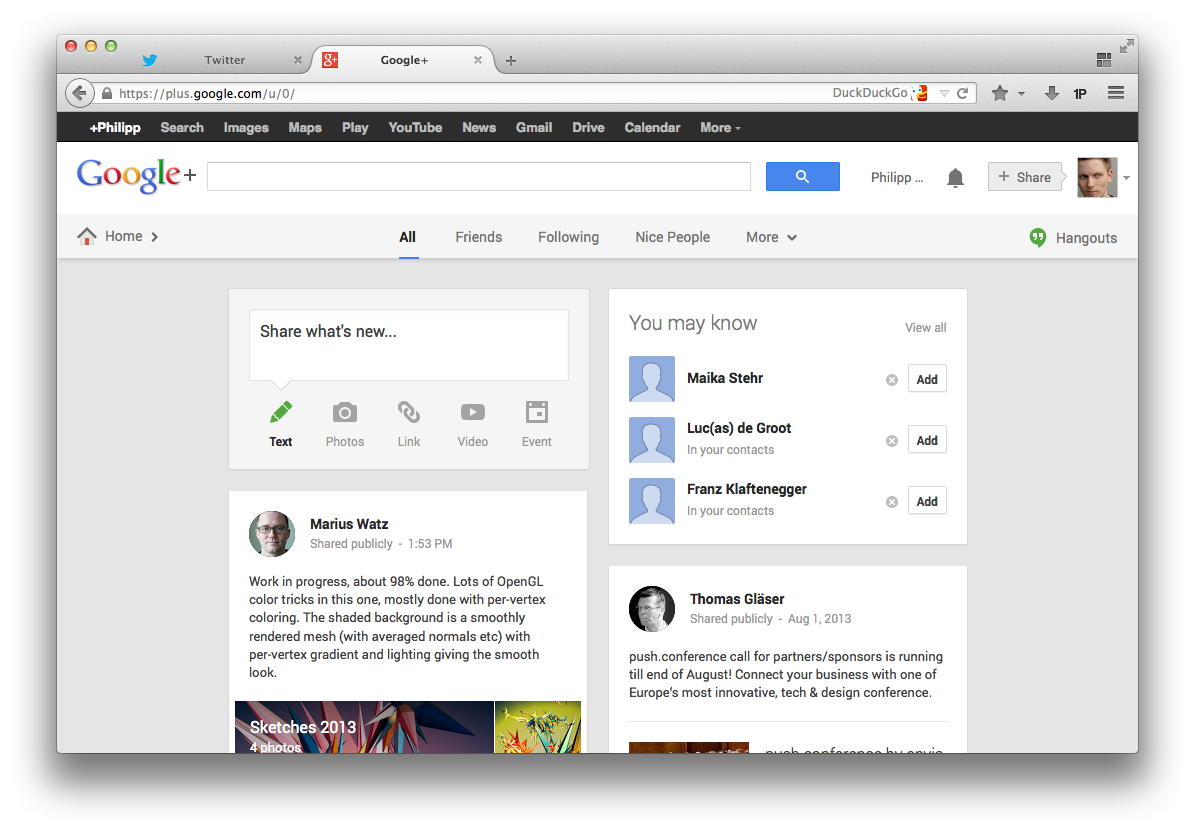 Twitter
Google+
https://plus.google.com/u/0/
DuckDuckGo
1P
+Philipp Search Images Maps Play YouTube News Gmail Drive Calendar More
Google+
Philipp ...
+ Share
Home
All Friends Following Nice People More
Hangouts
Share what's new...
Text Photos Link Video Event
You may know
View all
Maika Stehr
Add
Luc(as) de Groot
In your contacts
Add
Franz Klaftenegger
In your contacts
Add
Marius Watz
Shared publicly - 1:53 PM
Work in progress, about 98% done. Lots of OpenGL
color tricks in this one, mostly done with per-vertex
coloring. The shaded background is a smoothly
rendered mesh (with averaged normals etc) with
per-vertex gradient and lighting giving the smooth
look.
Sketches 2013
4 photos
Thomas Gläser
Shared publicly - Aug 1, 2013
push.conference call for partners/sponsors is running
till end of August! Connect your business with one of
Europe's most innovative, tech & design conference.
push.conference by envis